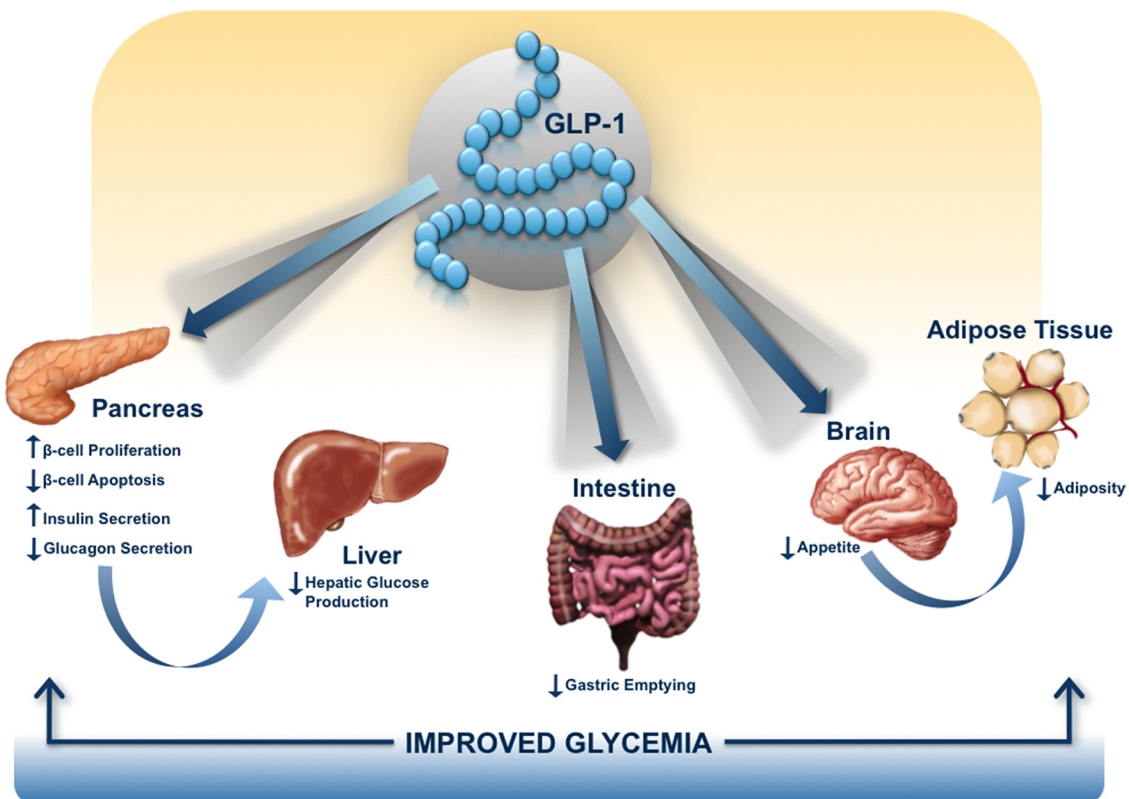 GLP-1
Adipose Tissue
Pancreas
↑ β-cell Proliferation
↓ β-cell Apoptosis
↑ Insulin Secretion
↓ Glucagon Secretion
Liver
↓ Hepatic Glucose
Production
Intestine
↓ Gastric Emptying
Brain
↓ Appetite
↓ Adiposity
IMPROVED GLYCEMIA